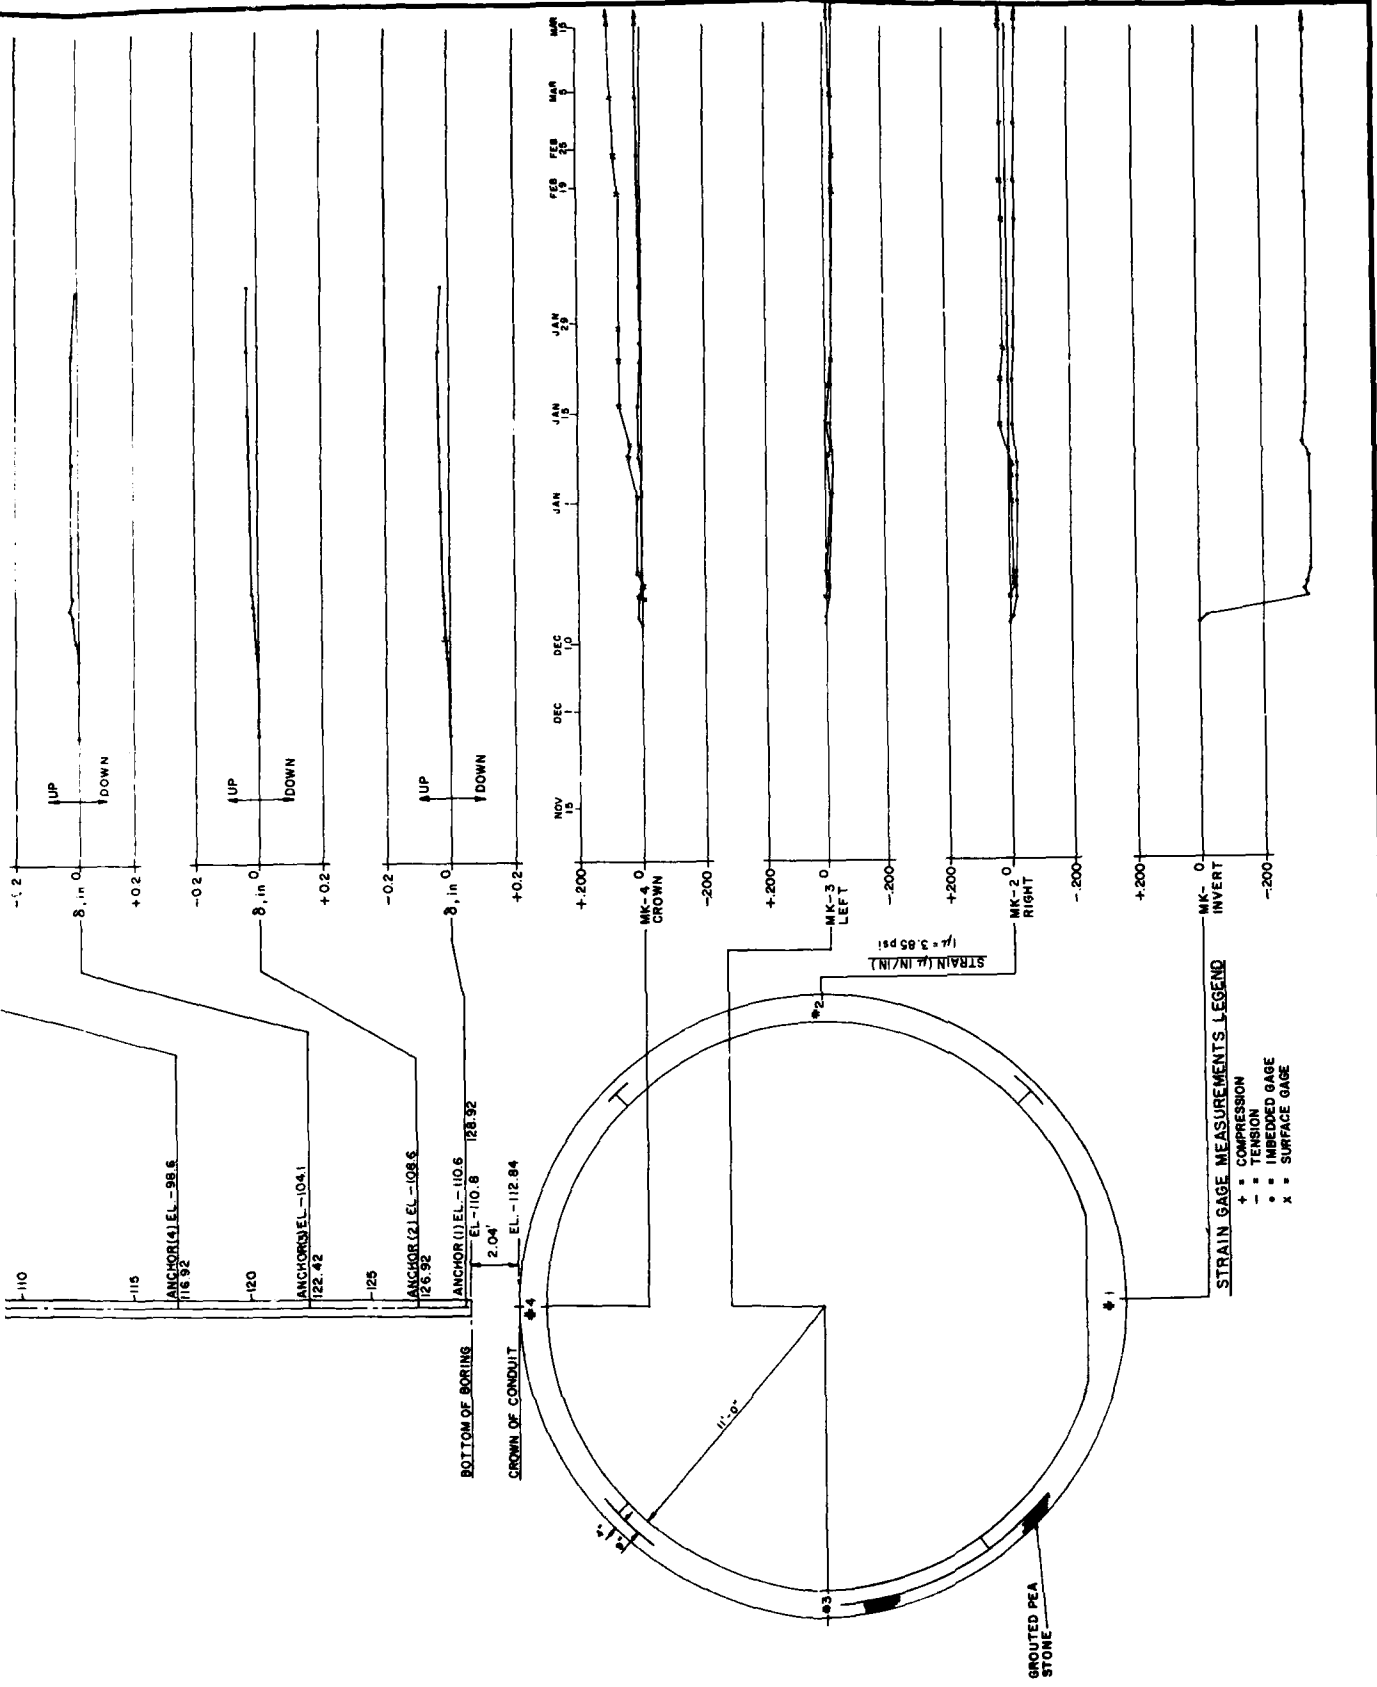 -110
-115
ANCHOR(4) EL.-98.6
116.92
-120
ANCHOR(3) EL.-104.1
122.42
-125
ANCHOR (2) EL.-108.6
126.92
ANCHOR (1) EL.-110.6
128.92
BOTTOM OF BORING
EL-110.8
2.04'
CROWN OF CONDUIT
EL.-112.84
0
δ, in
+0.2
UP
DOWN
-0.2
0
δ, in
+0.2
UP
DOWN
-0.2
0
δ, in
+0.2
UP
DOWN
NOV
15
DEC
1
DEC
10
JAN
1
JAN
15
JAN
29
FEB
19
FEB
25
MAR
5
MAR
15
+.200
0
MK-4
CROWN
-.200
+.200
0
MK-3
LEFT
-.200
+.200
0
MK-2
RIGHT
-.200
+.200
0
MK-
INVERT
-.200
STRAIN (μ IN/IN)
1μ = 3.85 psi
#4
#2
#3
#1
11'-0"
GROUTED PEA
STONE
STRAIN GAGE MEASUREMENTS LEGEND
+ = COMPRESSION
- = TENSION
• = IMBEDDED GAGE
x = SURFACE GAGE